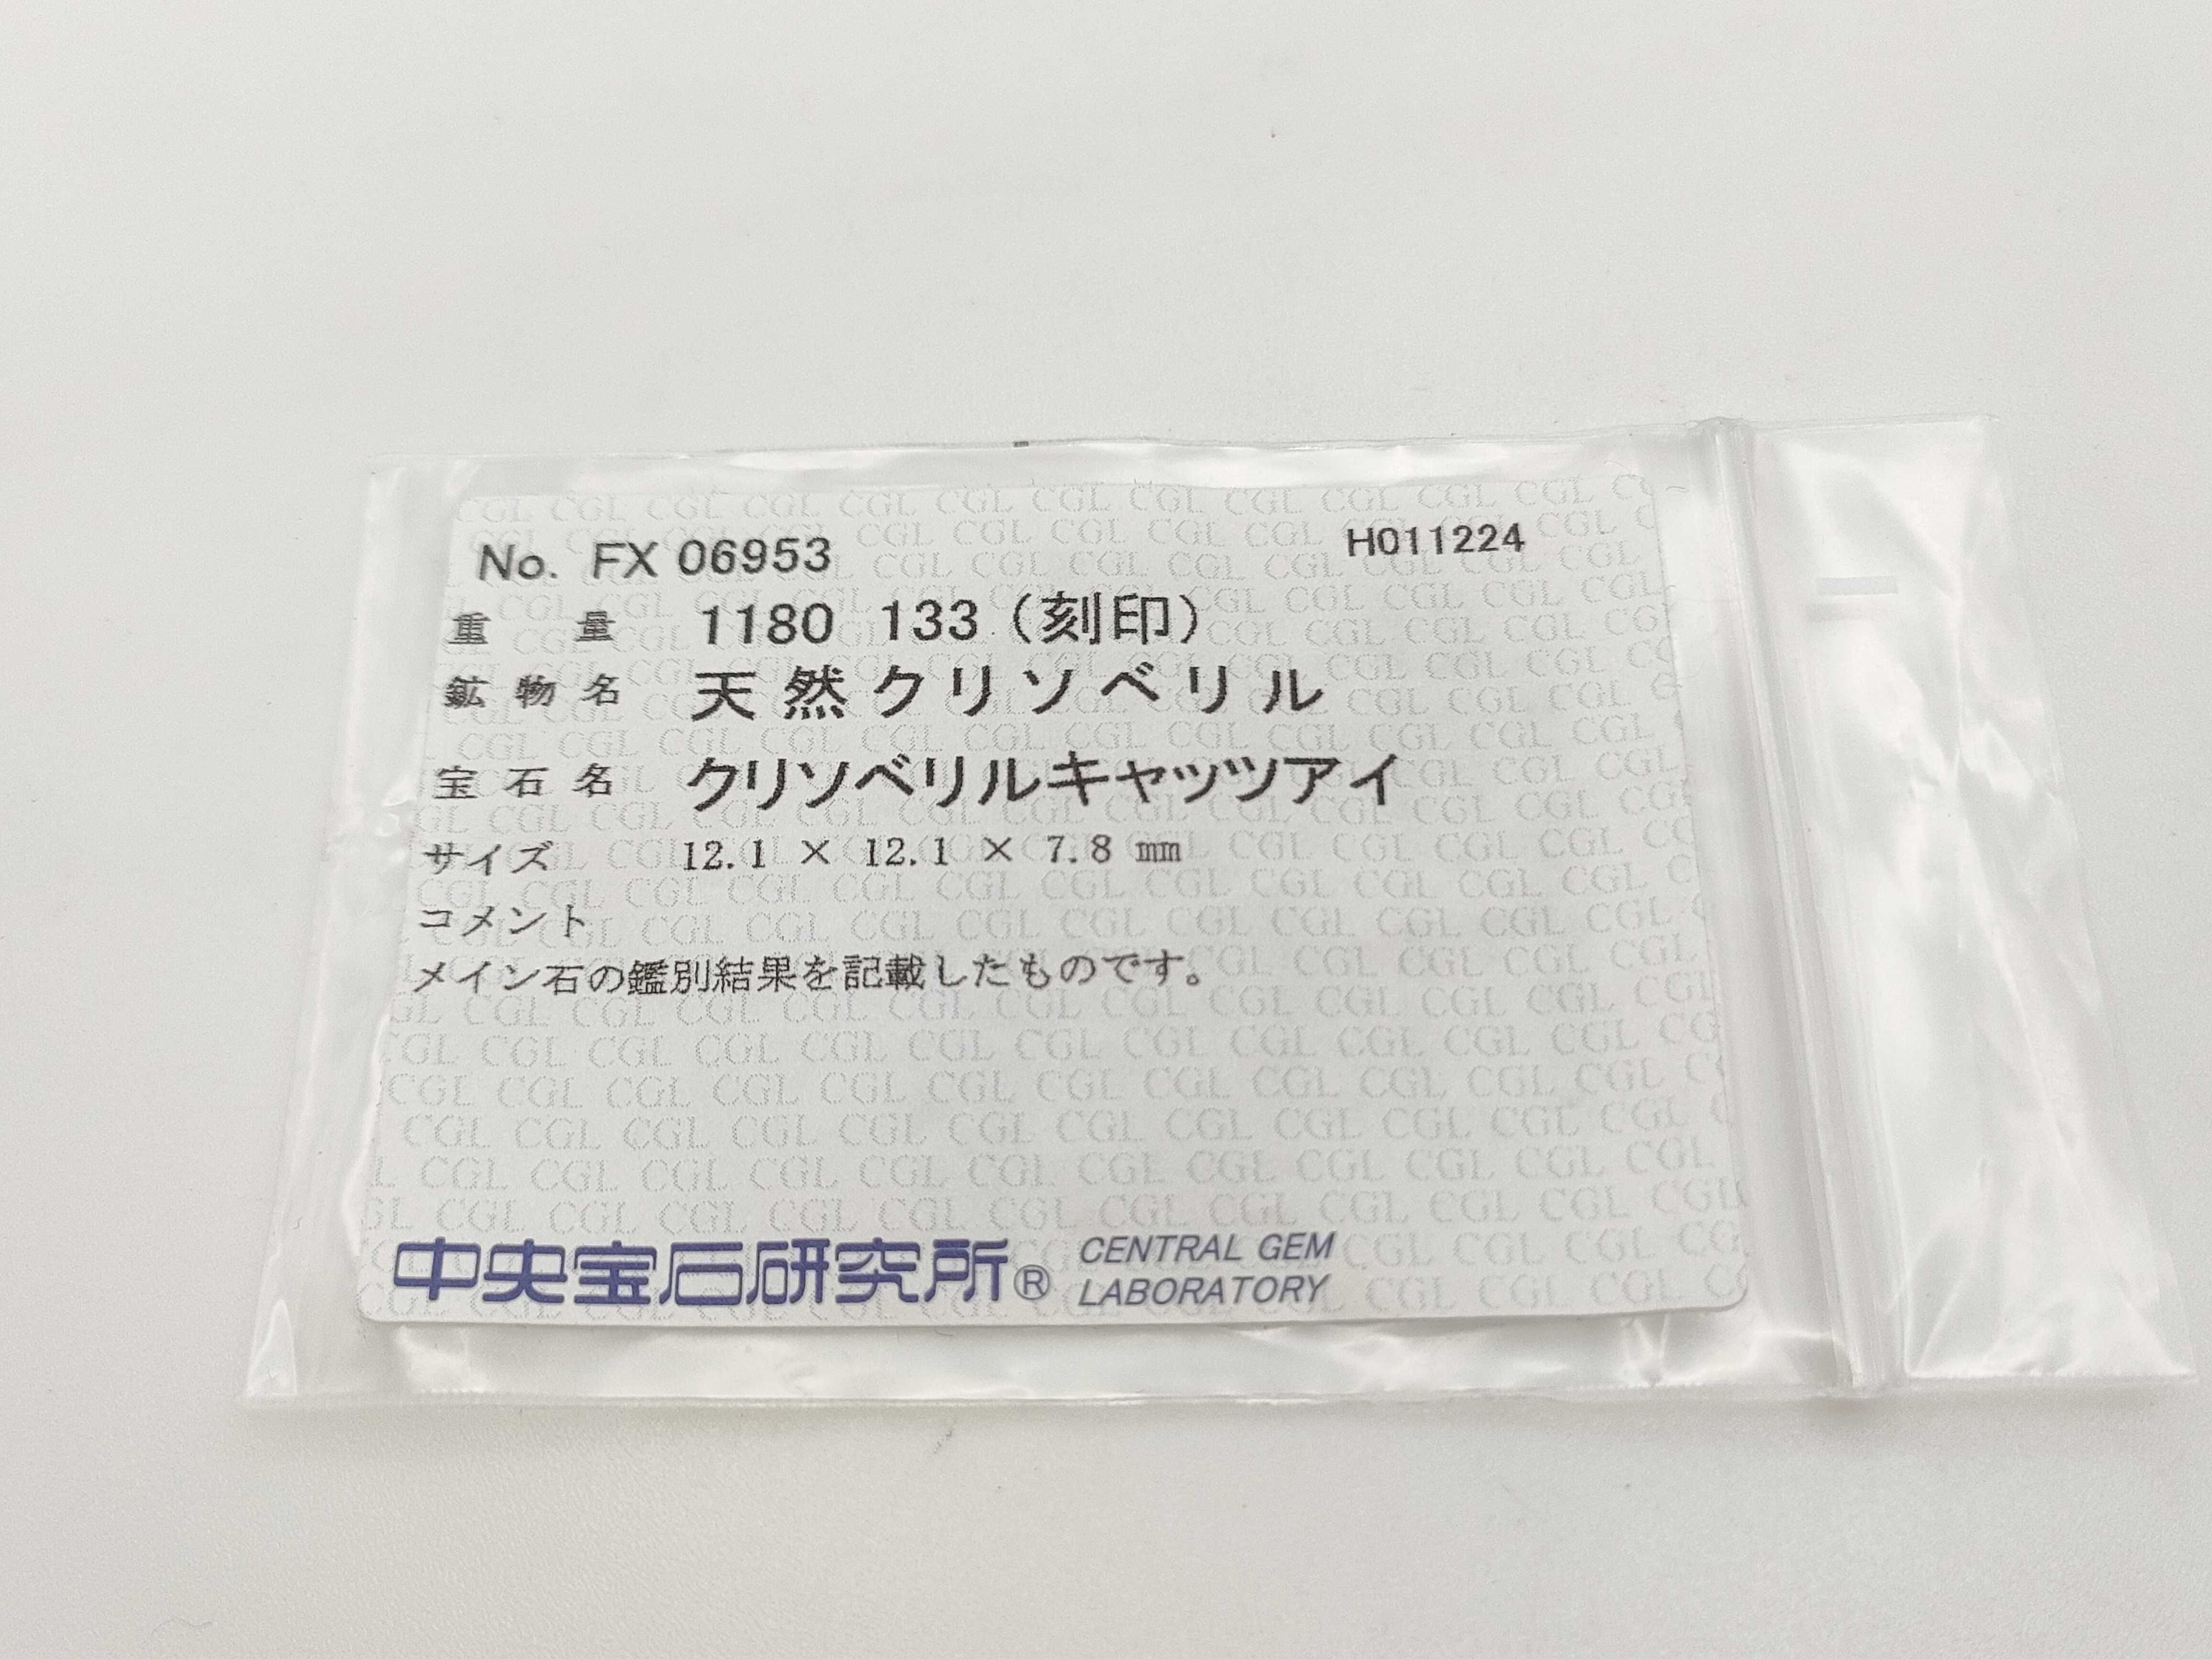 No. FX 06953 H011224
重量 1180 133（刻印）
鉱物名 天然クリソベリル
宝石名 クリソベリルキャッツアイ
サイズ 12.1 × 12.1 × 7.8 mm
コメント
メイン石の鑑別結果を記載したものです。
中央宝石研究所® CENTRAL GEM
LABORATORY